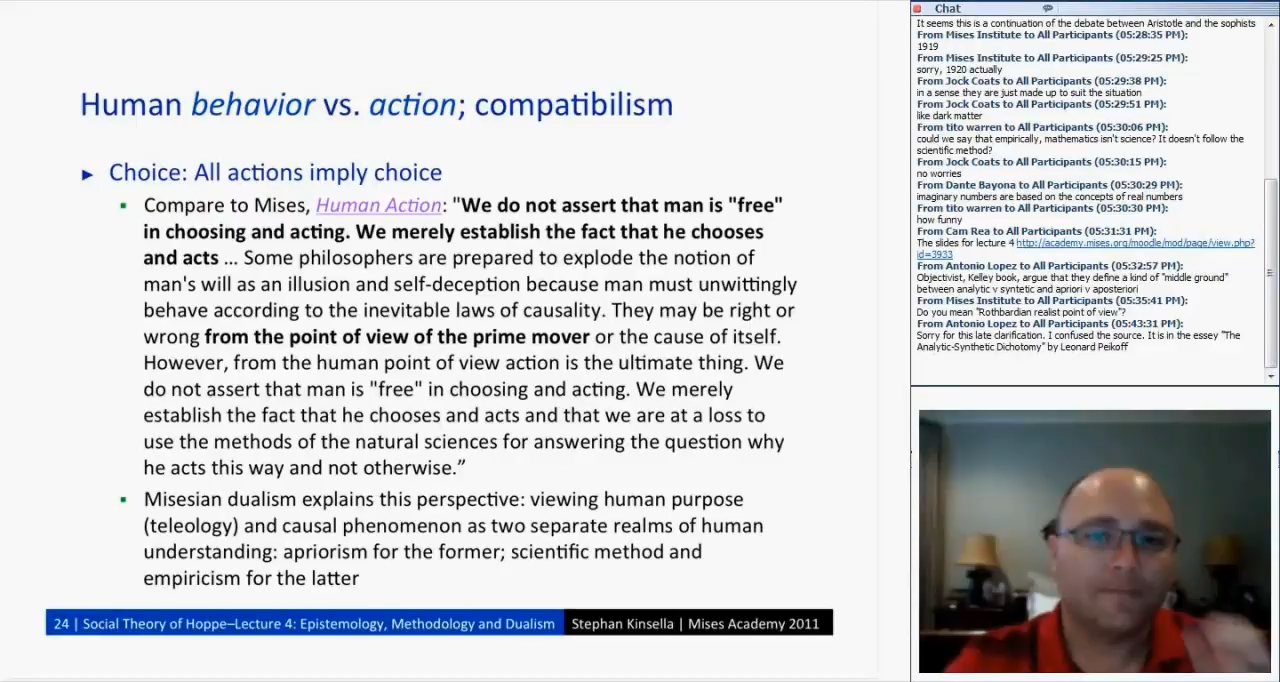 Human behavior vs. action; compatibilism
► Choice: All actions imply choice
▪ Compare to Mises, Human Action: "We do not assert that man is "free"
in choosing and acting. We merely establish the fact that he chooses
and acts ... Some philosophers are prepared to explode the notion of
man's will as an illusion and self-deception because man must unwittingly
behave according to the inevitable laws of causality. They may be right or
wrong from the point of view of the prime mover or the cause of itself.
However, from the human point of view action is the ultimate thing. We
do not assert that man is "free" in choosing and acting. We merely
establish the fact that he chooses and acts and that we are at a loss to
use the methods of the natural sciences for answering the question why
he acts this way and not otherwise.”
▪ Misesian dualism explains this perspective: viewing human purpose
(teleology) and causal phenomenon as two separate realms of human
understanding: apriorism for the former; scientific method and
empiricism for the latter
24 | Social Theory of Hoppe–Lecture 4: Epistemology, Methodology and Dualism Stephan Kinsella | Mises Academy 2011
Chat
It seems this is a continuation of the debate between Aristotle and the sophists
From Mises Institute to All Participants (05:28:35 PM):
1919
From Mises Institute to All Participants (05:29:25 PM):
sorry, 1920 actually
From Jock Coats to All Participants (05:29:38 PM):
in a sense they are just made up to suit the situation
From Jock Coats to All Participants (05:29:51 PM):
like dark matter
From tito warren to All Participants (05:30:06 PM):
could we say that empirically, mathematics isn't science? It doesn't follow the
scientific method?
From Jock Coats to All Participants (05:30:15 PM):
no worries
From Dante Bayona to All Participants (05:30:29 PM):
imaginary numbers are based on the concepts of real numbers
From tito warren to All Participants (05:30:30 PM):
how funny
From Cam Rea to All Participants (05:31:31 PM):
The slides for lecture 4 http://academy.mises.org/moodle/mod/page/view.php?
id=3933
From Antonio Lopez to All Participants (05:32:57 PM):
Objectivist, Kelley book, argue that they define a kind of "middle ground"
between analytic v syntetic and apriori v aposteriori
From Mises Institute to All Participants (05:35:41 PM):
Do you mean "Rothbardian realist point of view"?
From Antonio Lopez to All Participants (05:43:31 PM):
Sorry for this late clarification. I confused the source. It is in the essey "The
Analytic-Synthetic Dichotomy" by Leonard Peikoff